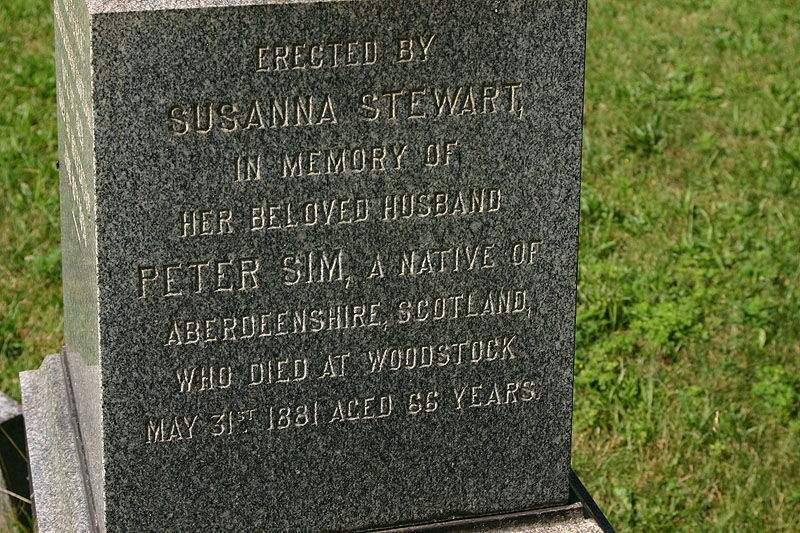 ERECTED BY
SUSANNA STEWART,
IN MEMORY OF
HER BELOVED HUSBAND
PETER SIM, A NATIVE OF
ABERDEENSHIRE, SCOTLAND,
WHO DIED AT WOODSTOCK
MAY 31ST 1881 AGED 66 YEARS.